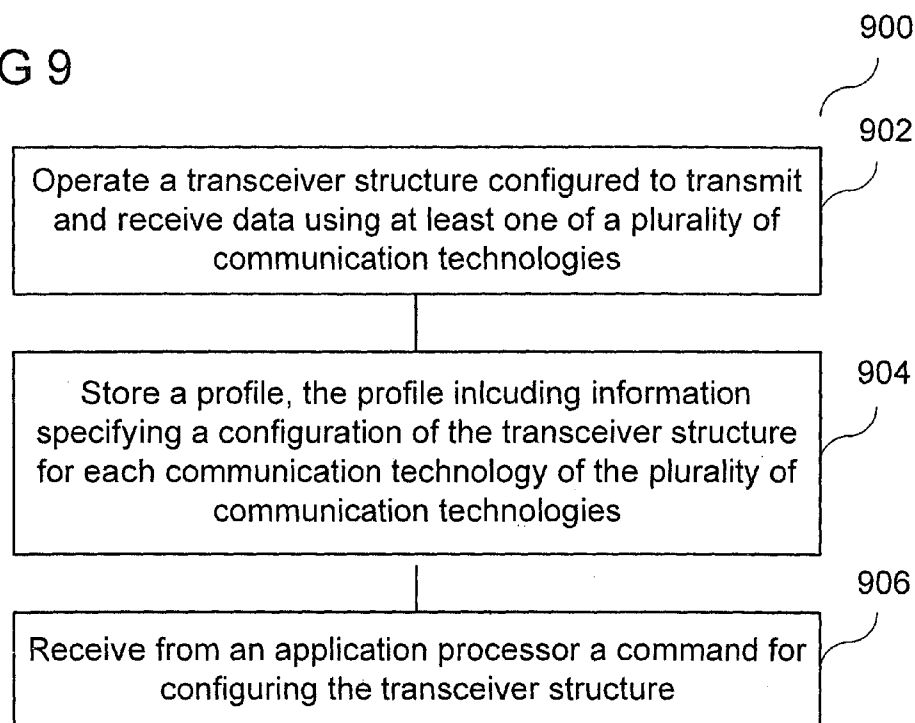 G 9
900
902
Operate a transceiver structure configured to transmit
and receive data using at least one of a plurality of
communication technologies
904
Store a profile, the profile inlcuding information
specifying a configuration of the transceiver structure
for each communication technology of the plurality of
communication technologies
906
Receive from an application processor a command for
configuring the transceiver structure